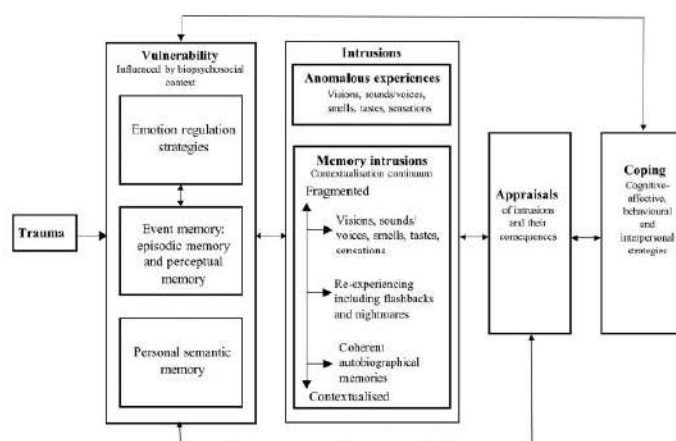 Trauma
Vulnerability
Influenced by biopsychosocial
context
Emotion regulation
strategies
Event memory:
episodic memory
and perceptual
memory
Personal semantic
memory
Intrusions
Anomalous experiences
Visions, sounds/voices,
smells, tastes, sensations
Memory intrusions
Contextualisation continuum
Fragmented
Visions, sounds/
voices, smells, tastes,
sensations
Re-experiencing
including flashbacks
and nightmares
Coherent
autobiographical
memories
Contextualised
Appraisals
of intrusions
and their
consequences
Coping
Cognitive-
affective,
behavioural
and
interpersonal
strategies